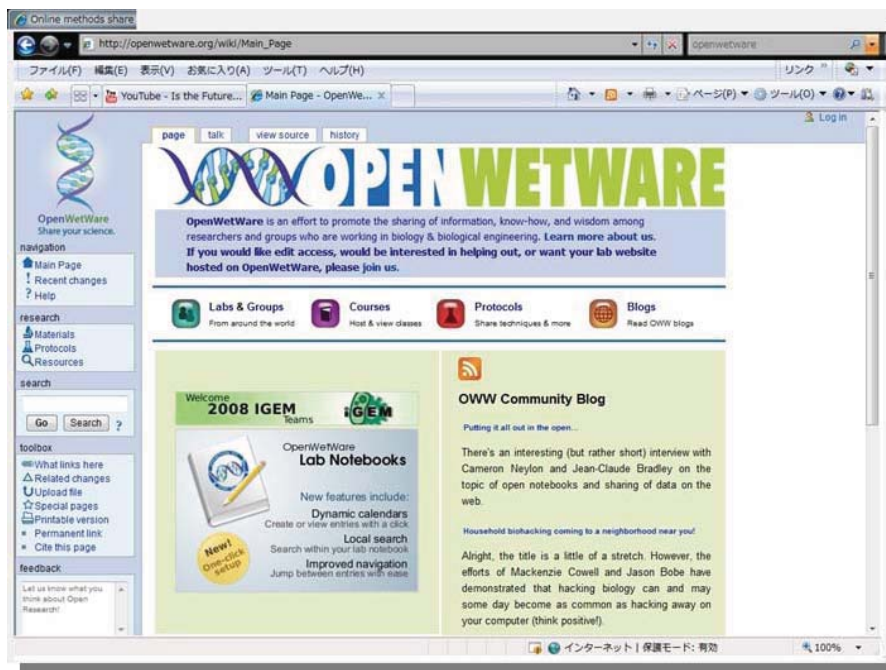 Online methods share
http://openwetware.org/wiki/Main_Page
openwetware
ファイル(F) 編集(E) 表示(V) お気に入り(A) ツール(T) ヘルプ(H)
リンク »
YouTube - Is the Future...
Main Page - OpenWe...
ページ(P)
ツール(O)
Log in
page talk view source history
OPENWETWARE
OpenWetWare
Share your science.
OpenWetWare is an effort to promote the sharing of information, know-how, and wisdom among
researchers and groups who are working in biology & biological engineering. Learn more about us.
If you would like edit access, would be interested in helping out, or want your lab website
hosted on OpenWetWare, please join us.
navigation
Main Page
Recent changes
Help
research
Materials
Protocols
Resources
search
Go Search ?
toolbox
What links here
Related changes
Upload file
Special pages
Printable version
Permanent link
Cite this page
feedback
Let us know what you
think about Open
Research!
Labs & Groups
From around the world
Courses
Host & view classes
Protocols
Share techniques & more
Blogs
Read OWW blogs
Welcome
2008 IGEM
Teams
iGEM
OpenWetWare
Lab Notebooks
New features include:
Dynamic calendars
Create or view entries with a click
Local search
Search within your lab notebook
Improved navigation
Jump between entries with ease
New!
One-click
setup
OWW Community Blog
Putting it all out in the open...
There's an interesting (but rather short) interview with
Cameron Neylon and Jean-Claude Bradley on the
topic of open notebooks and sharing of data on the
web.
Household biohacking coming to a neighborhood near you!
Alright, the title is a little of a stretch. However, the
efforts of Mackenzie Cowell and Jason Bobe have
demonstrated that hacking biology can and may
some day become as common as hacking away on
your computer (think positive!).
インターネット | 保護モード: 有効
100%